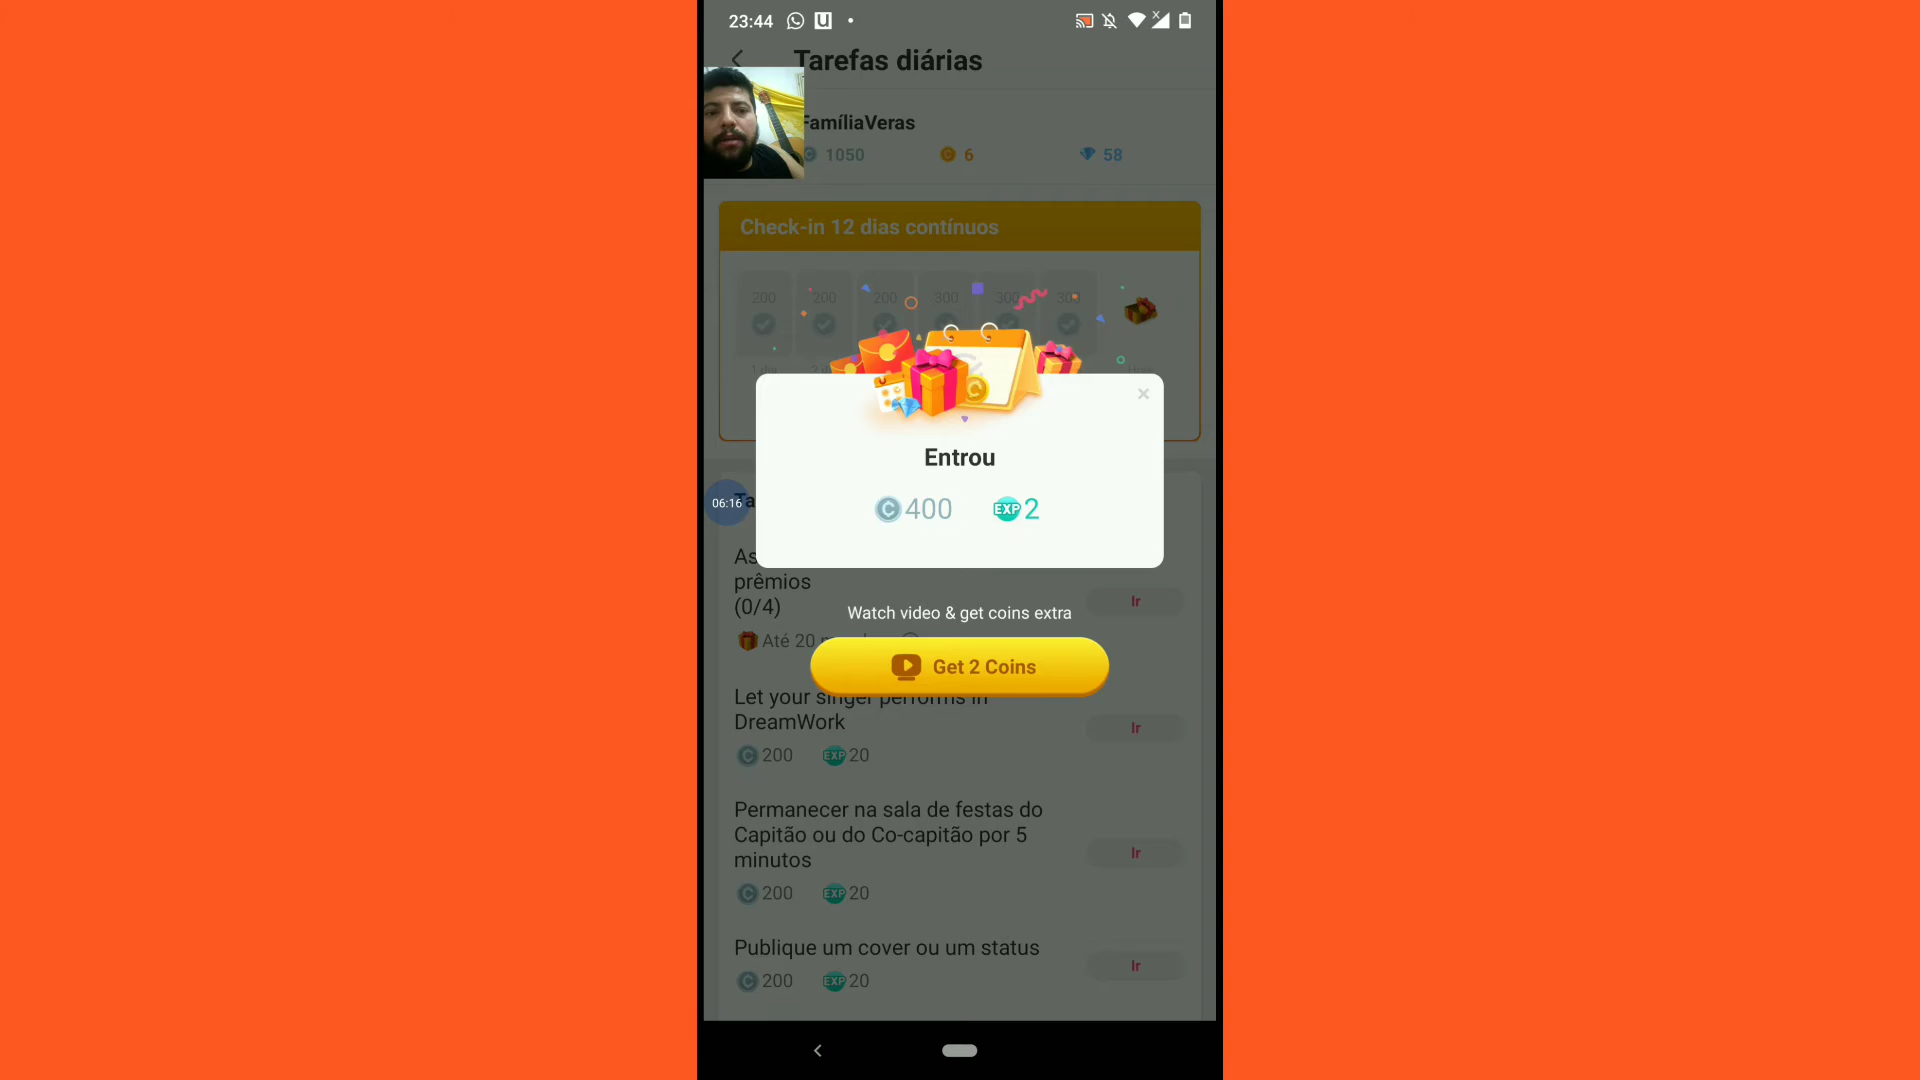 23:44
Tarefas diárias
FamíliaVeras
1050 6 58
Check-in 12 dias contínuos
200 200 200 300 300 300
Entrou
400 EXP 2
06:16
prêmios
(0/4)
Ir
Até 20
Watch video & get coins extra
Get 2 Coins
Let your singer performs in
DreamWork
Ir
200 EXP 20
Permanecer na sala de festas do
Capitão ou do Co-capitão por 5
minutos
Ir
200 EXP 20
Publique um cover ou um status
Ir
200 EXP 20